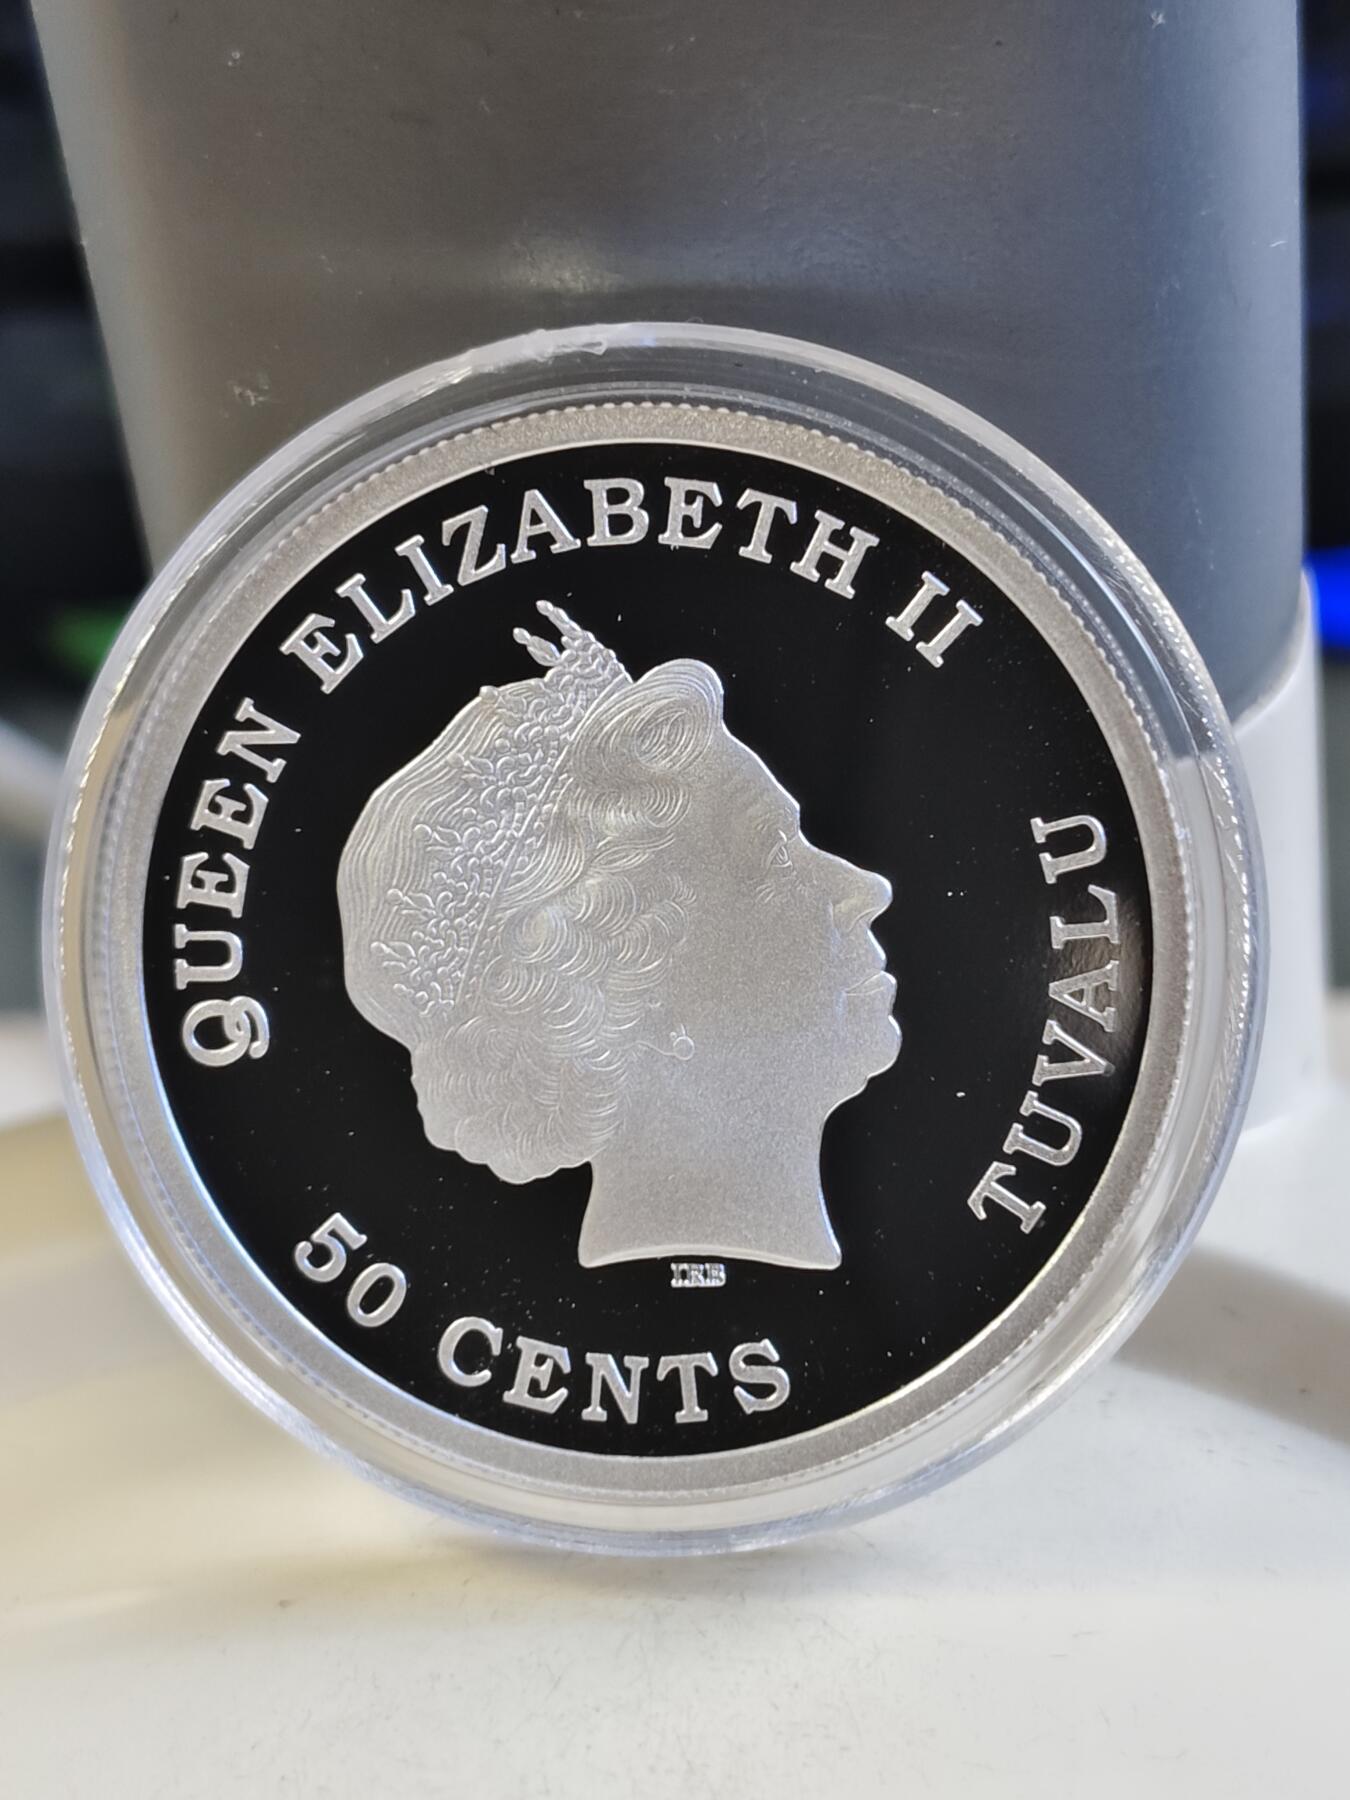 QUEEN ELIZABETH II
TUVALU
50 CENTS
IRB